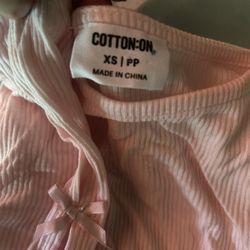 COTTON:ON
XS | PP
MADE IN CHINA